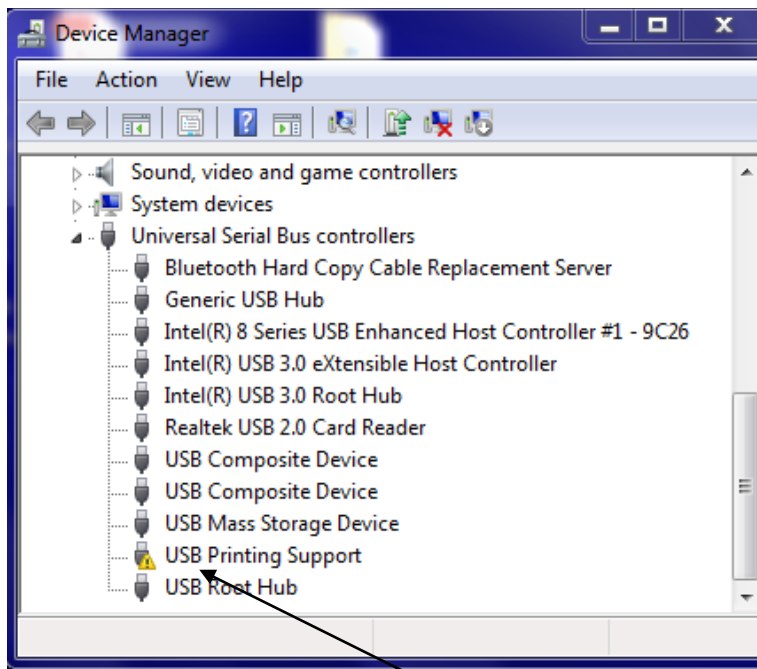 Device Manager
File Action View Help
Sound, video and game controllers
System devices
Universal Serial Bus controllers
Bluetooth Hard Copy Cable Replacement Server
Generic USB Hub
Intel(R) 8 Series USB Enhanced Host Controller #1 - 9C26
Intel(R) USB 3.0 eXtensible Host Controller
Intel(R) USB 3.0 Root Hub
Realtek USB 2.0 Card Reader
USB Composite Device
USB Composite Device
USB Mass Storage Device
USB Printing Support
USB Root Hub